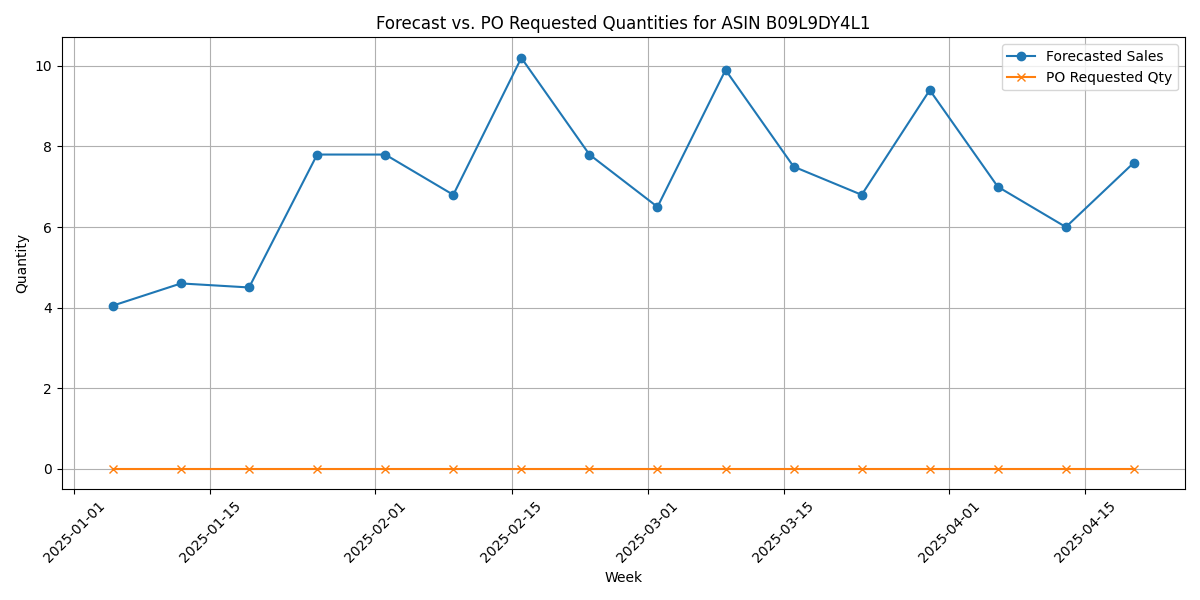 Forecast vs. PO Requested Quantities for ASIN B09L9DY4L1
Forecasted Sales
PO Requested Qty
10
8
6
4
2
0
Quantity
2025-01-01
2025-01-15
2025-02-01
2025-02-15
2025-03-01
2025-03-15
2025-04-01
2025-04-15
Week